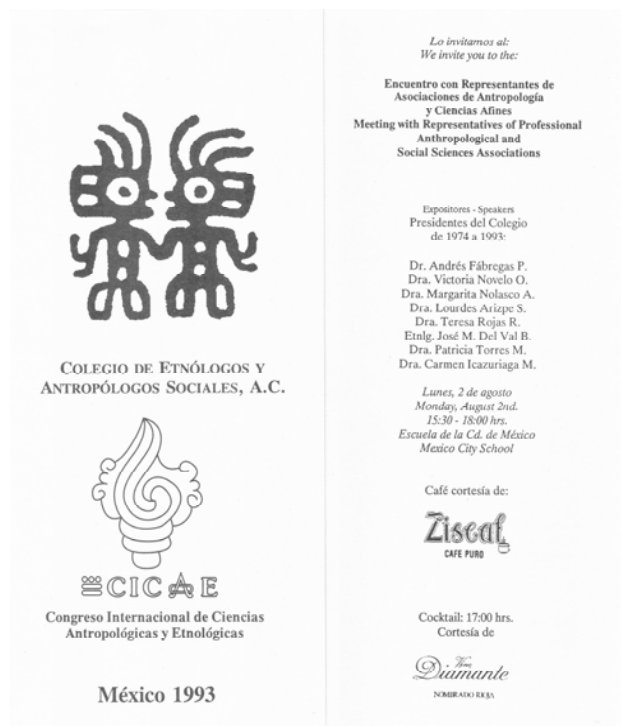 COLEGIO DE ETNÓLOGOS Y
ANTROPÓLOGOS SOCIALES, A.C.
CICAE
Congreso Internacional de Ciencias
Antropológicas y Etnológicas
México 1993
Lo invitamos al:
We invite you to the:
Encuentro con Representantes de
Asociaciones de Antropología
y Ciencias Afines
Meeting with Representatives of Professional
Anthropological and
Social Sciences Associations
Expositores - Speakers
Presidentes del Colegio
de 1974 a 1993:
Dr. Andrés Fábregas P.
Dra. Victoria Novelo O.
Dra. Margarita Nolasco A.
Dra. Lourdes Arizpe S.
Dra. Teresa Rojas R.
Etnlg. José M. Del Val B.
Dra. Patricia Torres M.
Dra. Carmen Icazuriaga M.
Lunes, 2 de agosto
Monday, August 2nd.
15:30 - 18:00 hrs.
Escuela de la Cd. de México
Mexico City School
Café cortesía de:
Ziscal
CAFE PURO
Cocktail: 17:00 hrs.
Cortesía de
Viña
Diamante
NOMBRADO RIOJA